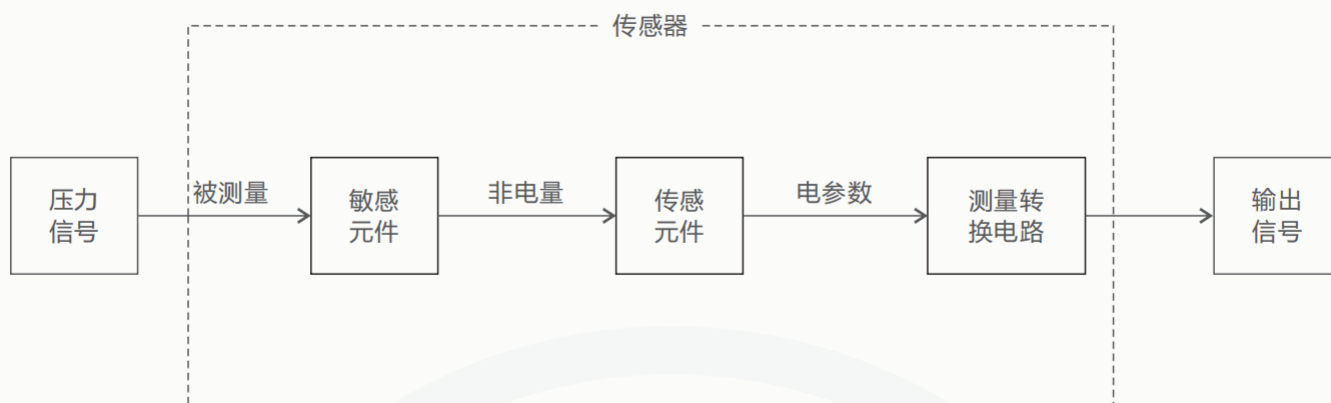 传感器
被测量
非电量
电参数
压力
信号
敏感
元件
传感
元件
测量转
换电路
输出
信号